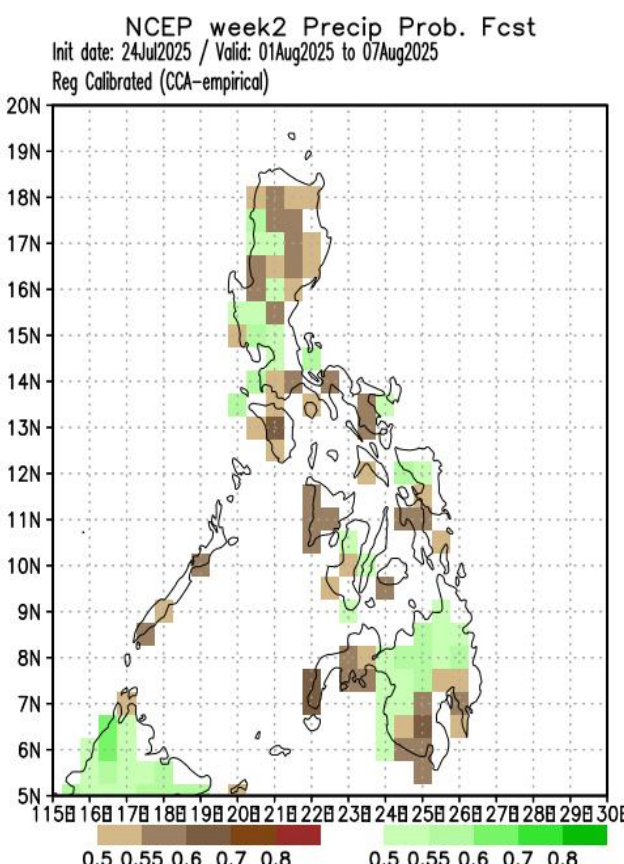 NCEP week2 Precip Prob. Fcst
Init date: 24Jul2025 / Valid: 01Aug2025 to 07Aug2025
Reg Calibrated (CCA-empirical)
20N
19N
18N
17N
16N
15N
14N
13N
12N
11N
10N
9N
8N
7N
6N
5N
115E 116E 117E 118E 119E 120E 121E 122E 123E 124E 125E 126E 127E 128E 129E 130E
0.5 0.55 0.6 0.7 0.8 0.5 0.55 0.6 0.7 0.8